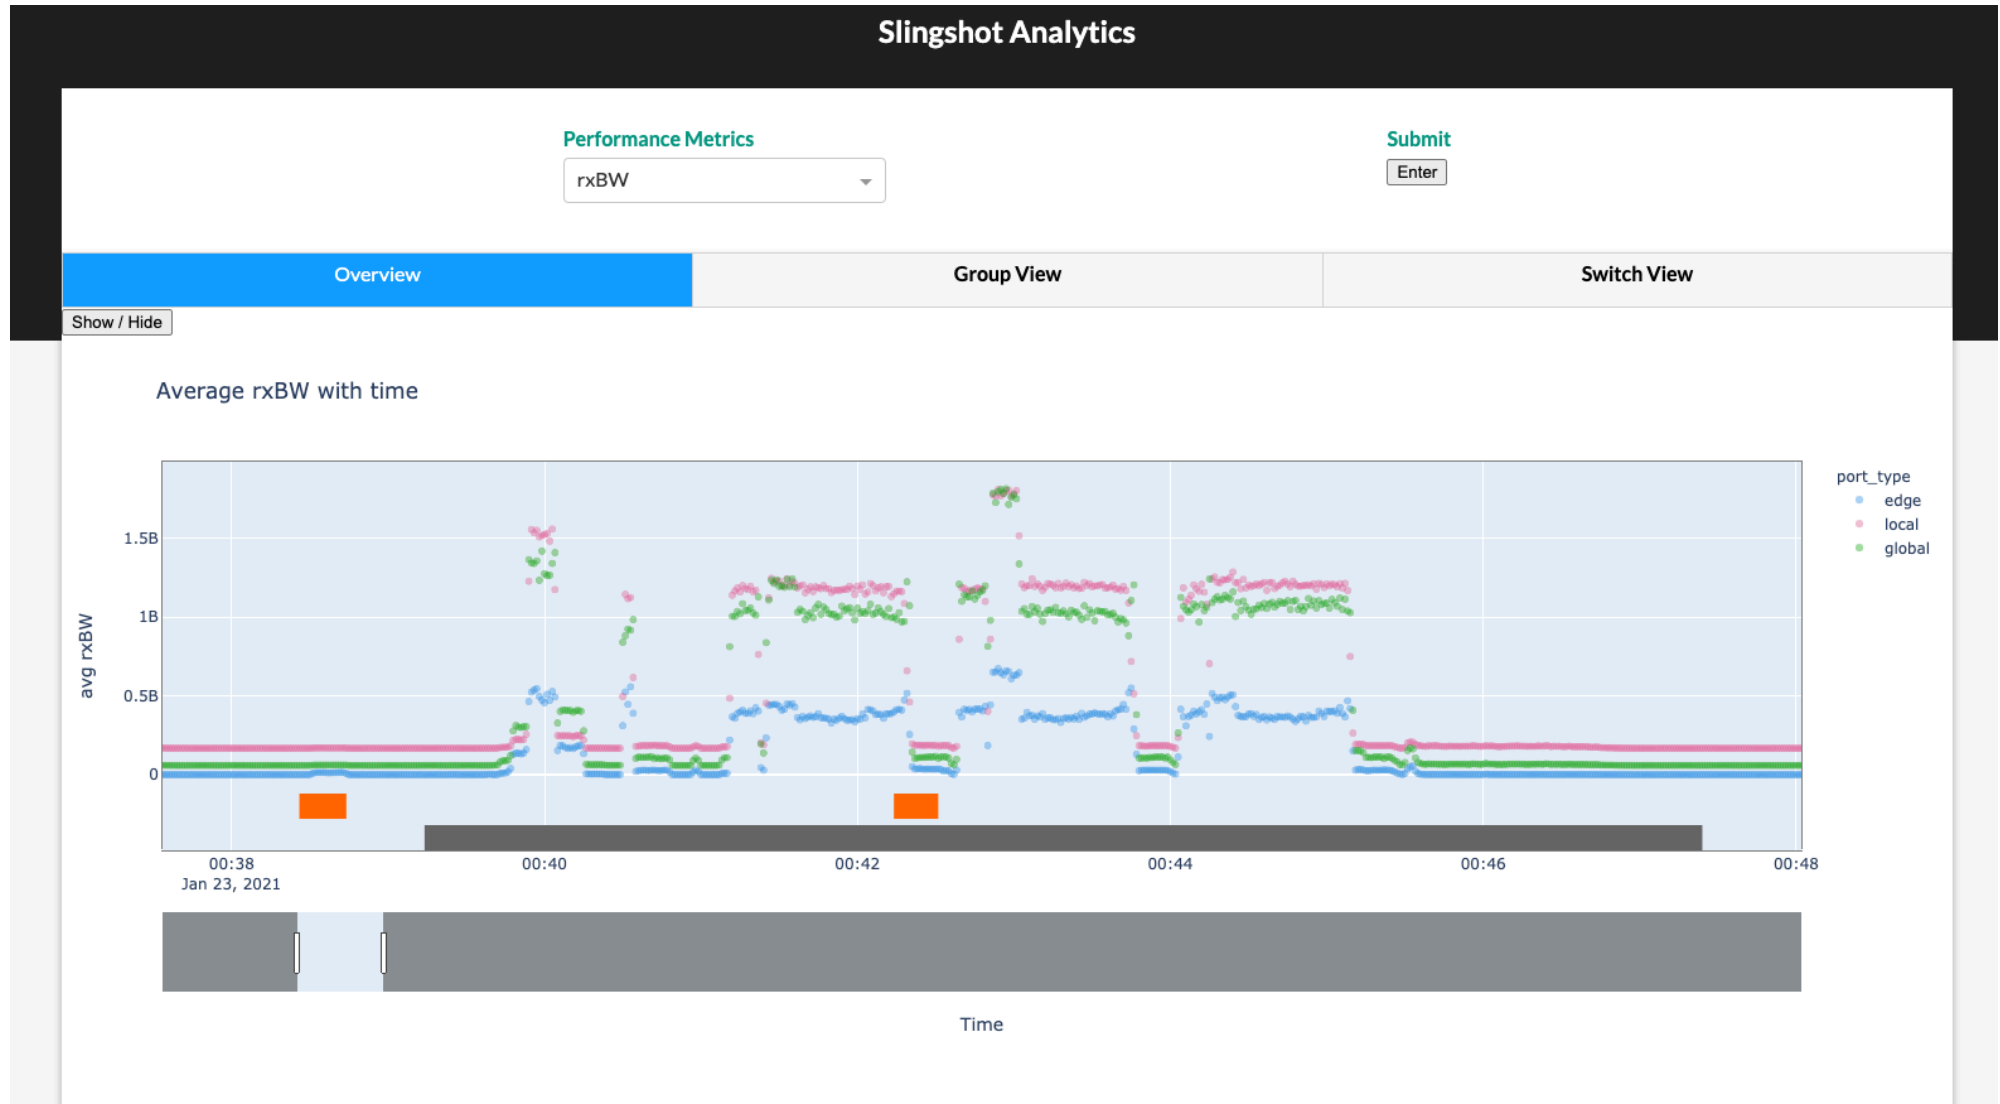 Slingshot Analytics
Performance Metrics
Submit
rxBW
Enter
Overview
Group View
Switch View
Show / Hide
Average rxBW with time
port_type
edge
local
global
1.5B
1B
0.5B
0
avg rxBW
00:38
00:40
00:42
00:44
00:46
00:48
Jan 23, 2021
Time